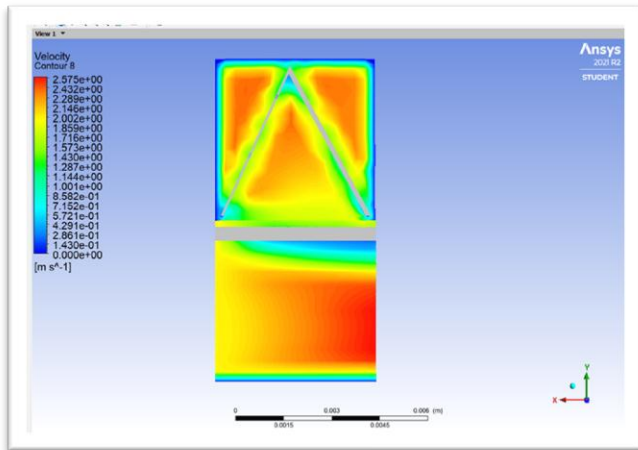 View 1
Ansys
2021 R2
STUDENT
Velocity
Contour 8
2.575e+00
2.432e+00
2.289e+00
2.146e+00
2.002e+00
1.859e+00
1.716e+00
1.573e+00
1.430e+00
1.287e+00
1.144e+00
1.001e+00
8.582e-01
7.152e-01
5.721e-01
4.291e-01
2.861e-01
1.430e-01
0.000e+00
[m s^-1]
Y
X
0
0.003
0.006
(m)
0.0015
0.0045